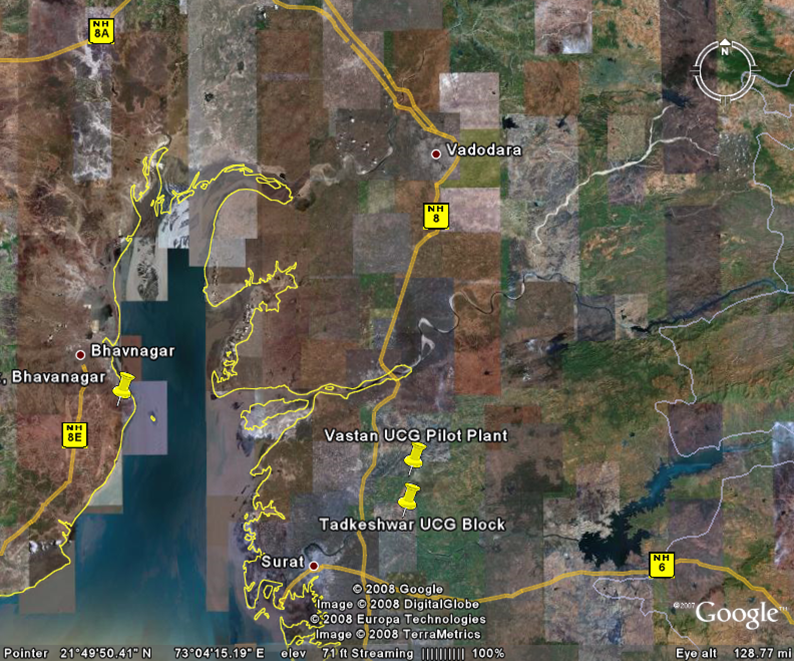 NH
8A
N
Vadodara
NH
8
Bhavnagar
, Bhavanagar
NH
8E
Vastan UCG Pilot Plant
Tadkeshwar UCG Block
Surat
NH
6
© 2008 Google
Image © 2008 DigitalGlobe
© 2008 Europa Technologies
Image © 2008 TerraMetrics
©2007 Google™
Pointer 21°49'50.41" N 73°04'15.19" E elev 71 ft Streaming |||||||||| 100% Eye alt 128.77 mi